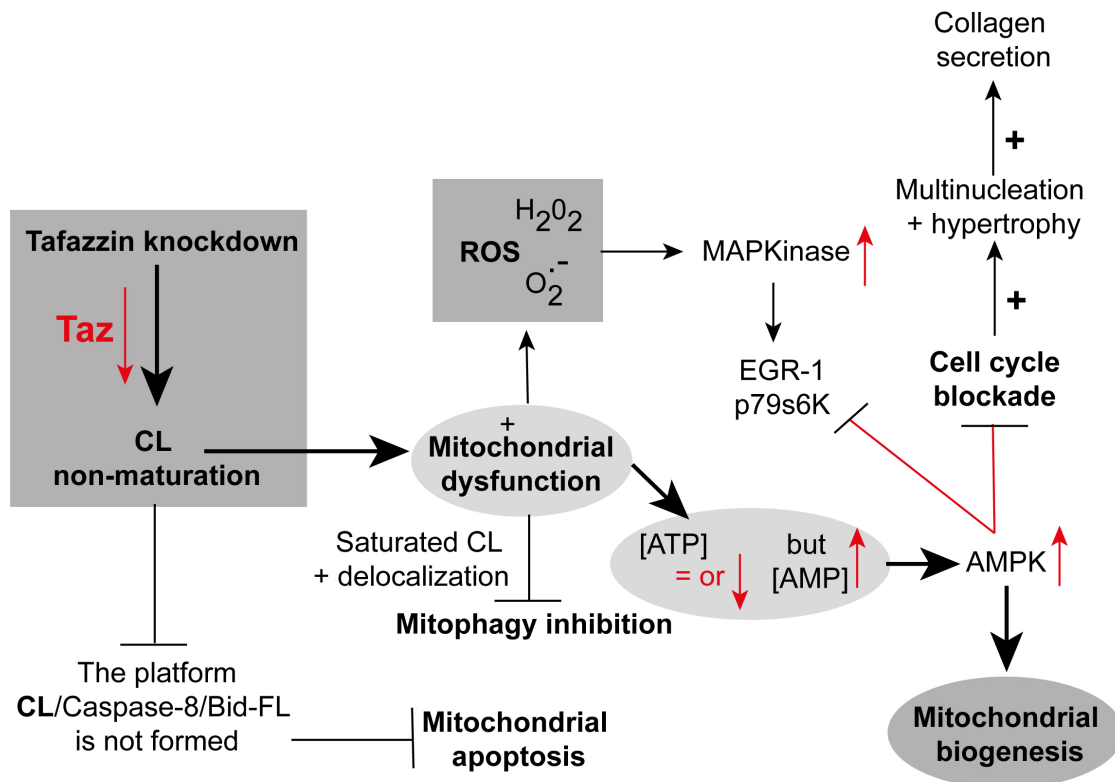 Collagen
secretion
+
Multinucleation
+ hypertrophy
+
Cell cycle
blockade
Tafazzin knockdown
Taz
CL
non-maturation
H202
ROS
O2·-
MAPKinase
EGR-1
p79s6K
+
Mitochondrial
dysfunction
Saturated CL
+ delocalization
Mitophagy inhibition
[ATP]
= or
but
[AMP]
AMPK
Mitochondrial
biogenesis
The platform
CL/Caspase-8/Bid-FL
is not formed
Mitochondrial
apoptosis